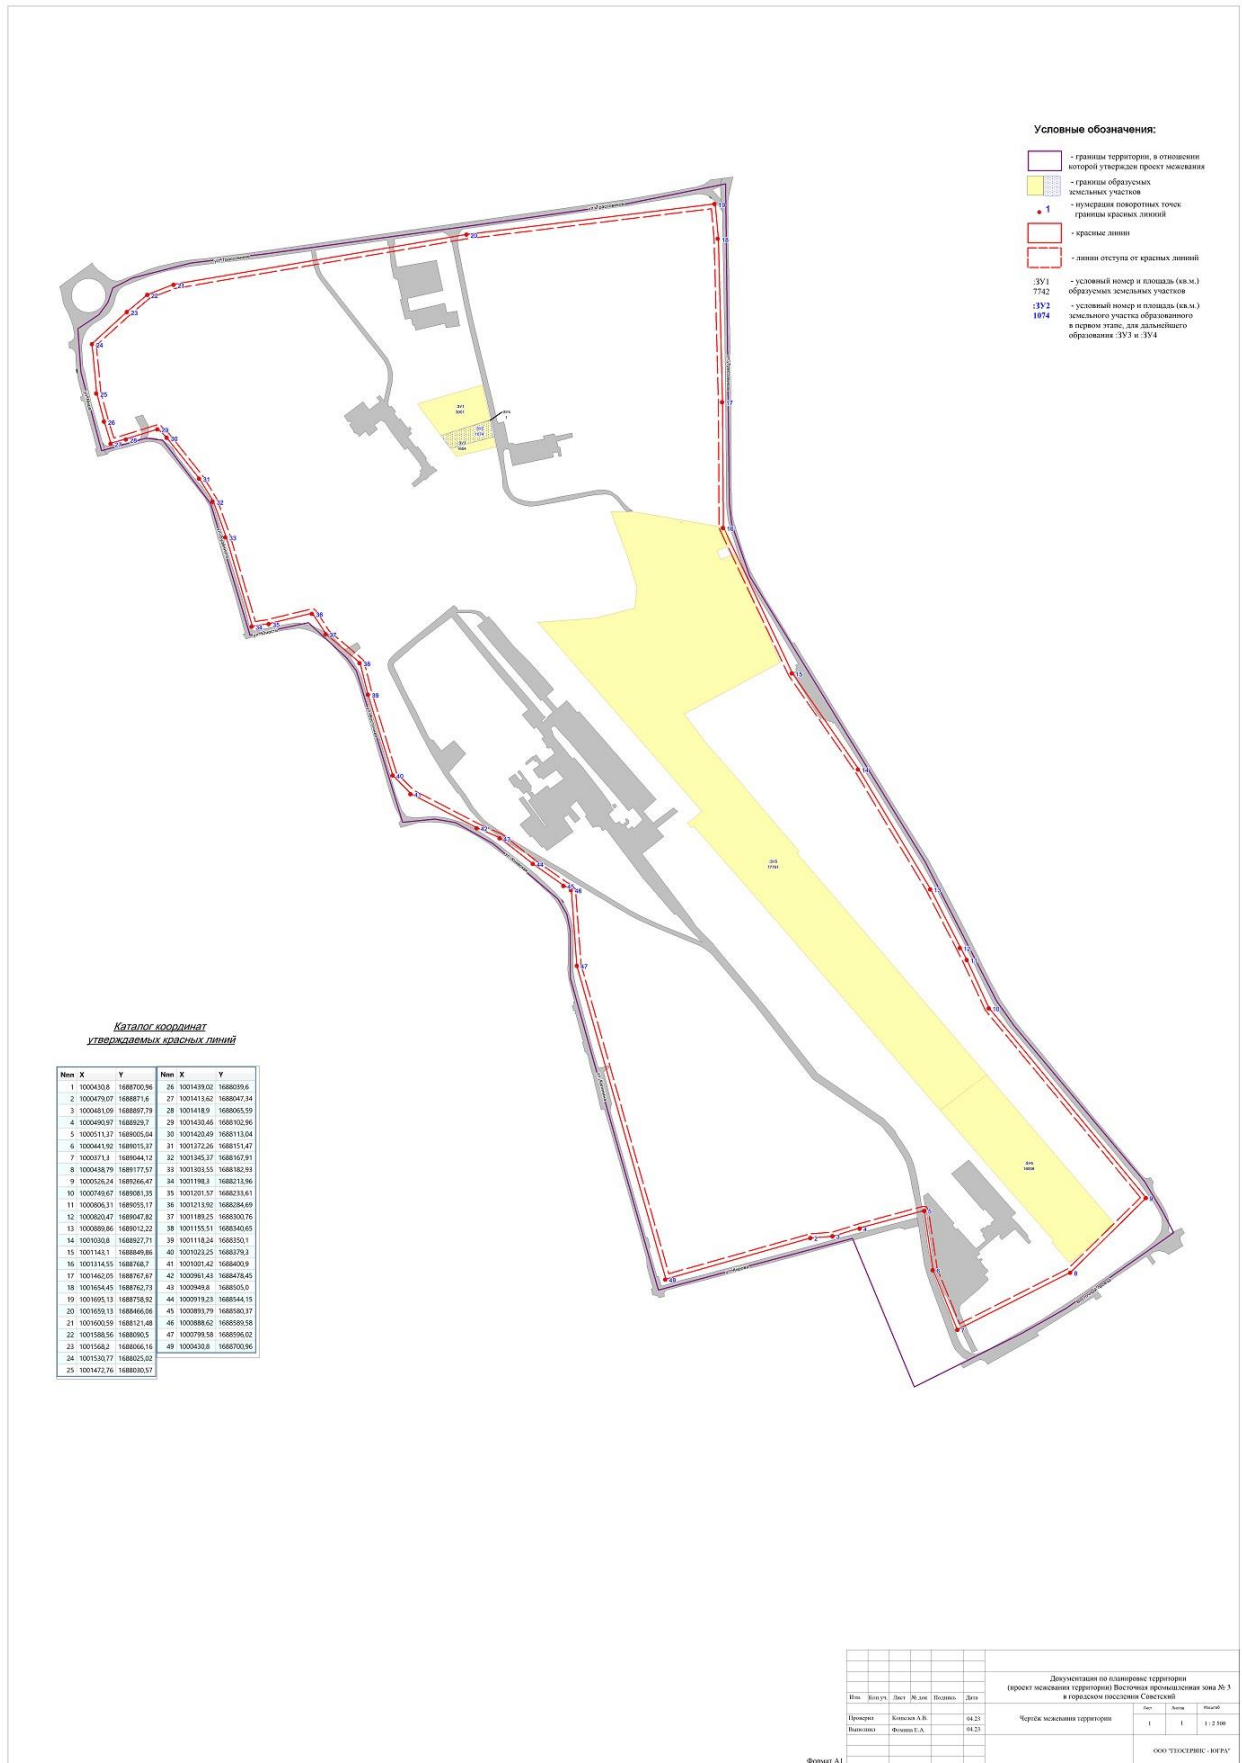 Условные обозначения:
- границы территории, в отношении
которой утвержден проект межевания
- границы образуемых
земельных участков
1
- нумерация поворотных точек
границы красных линий
- красные линии
- линии отступа от красных линий
:ЗУ1
7742
- условный номер и площадь (кв.м.)
образуемых земельных участков
:ЗУ2
1074
- условный номер и площадь (кв.м.)
земельного участка образованного
в первом этапе, для дальнейшего
образования :ЗУ3 и :ЗУ4
Каталог координат
утверждаемых красных линий
Nпп X Y
1 1000430,8 1688700,96
2 1000479,07 1688871,6
3 1000481,09 1688897,79
4 1000490,97 1688929,7
5 1000511,37 1689005,04
6 1000441,92 1689015,37
7 1000371,3 1689044,12
8 1000438,79 1689177,57
9 1000526,24 1689266,47
10 1000749,67 1689081,35
11 1000806,31 1689055,17
12 1000820,47 1689047,82
13 1000889,86 1689012,22
14 1001030,8 1688927,71
15 1001143,1 1688849,86
16 1001314,55 1688768,7
17 1001462,05 1688767,67
18 1001654,45 1688762,73
19 1001695,13 1688758,92
20 1001659,13 1688466,06
21 1001600,59 1688121,48
22 1001588,56 1688090,5
23 1001568,2 1688066,16
24 1001530,77 1688025,02
25 1001472,76 1688030,57
Nпп X Y
26 1001439,02 1688039,6
27 1001413,62 1688047,34
28 1001418,9 1688065,59
29 1001430,46 1688102,96
30 1001420,49 1688113,04
31 1001372,26 1688151,47
32 1001345,37 1688167,91
33 1001303,55 1688182,93
34 1001198,3 1688213,96
35 1001201,57 1688233,61
36 1001213,92 1688284,69
37 1001189,25 1688300,76
38 1001155,51 1688340,65
39 1001118,24 1688350,1
40 1001023,25 1688379,3
41 1001001,42 1688400,9
42 1000961,43 1688478,45
43 1000949,8 1688505,0
44 1000919,23 1688544,15
45 1000893,79 1688580,37
46 1000888,62 1688589,58
47 1000799,58 1688596,02
49 1000430,8 1688700,96
Документация по планировке территории
(проект межевания территории) Восточная промышленная зона № 3
в городском поселении Советский
Изм. Кол.уч. Лист № док Подпись Дата
Проверил Копылов А.В. 04.23
Выполнил Фомина Е.А. 04.23
Чертёж межевания территории
Лист Листов Масштаб
1 1 1 : 2 500
ООО "ГЕОСЕРВИС - ЮГРА"
Формат А1